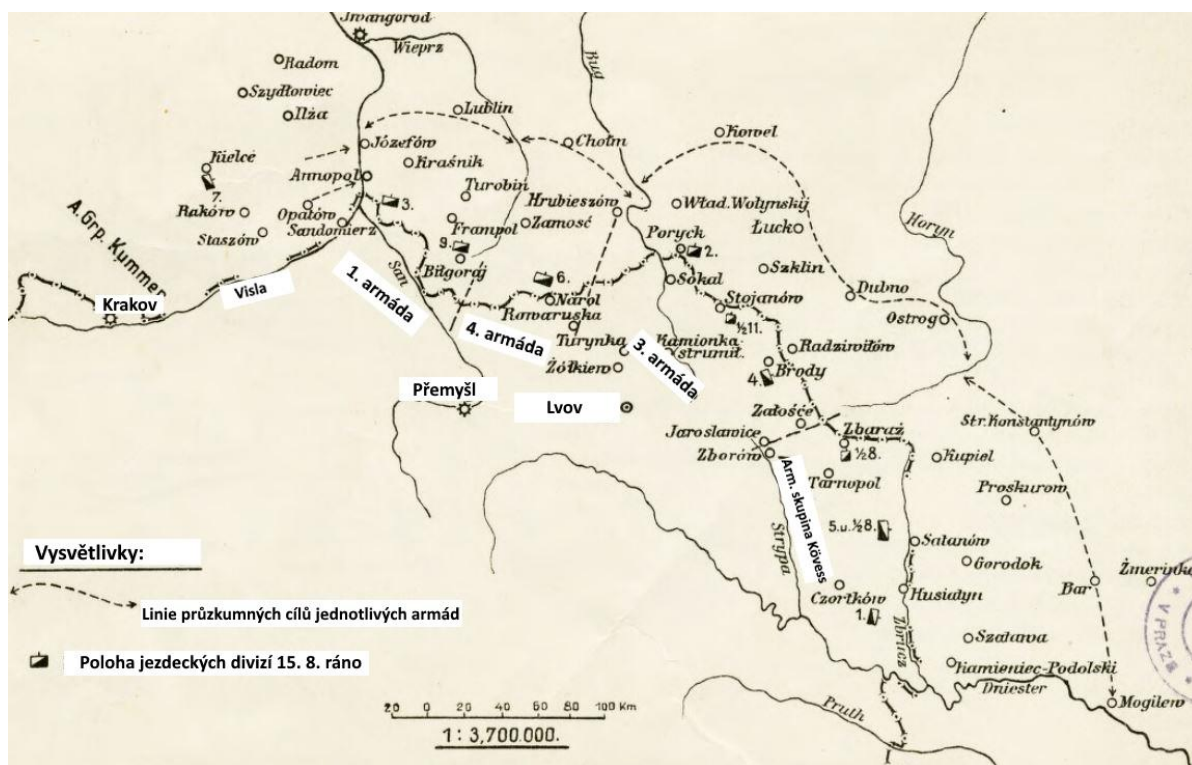 Iwangorod
Wieprz
Bug
Radom
Szydłowiec
Iłża
Lublin
Józefów
Chołm
Kowel
Kielce
7.
Kraśnik
Annopol
Turobin
Hrubieszów
Wład. Wołynskij
Horyn
Raków
Opatów
3.
Łuck
Staszów
Sandomierz
Frampol
Zamość
9.
Poryck
2.
A. Grp. Kummer
Biłgoraj
6.
Szklin
San
Sokal
Dubno
Visla
1. armáda
Narol
Stojanów
Krakov
Rawaruska
½11.
Ostrog
4. armáda
Turynka
Kamionka
strumił.
Radziwiłów
3. armáda
Żółkiew
Brody
4.
Přemyšl
Lvov
Załośce
Jaroslawice
Zbaraż
Str. Konstantynów
Zborów
½8.
Kupiel
Tarnopol
Proskurow
Arm. skupina Kövess
5.u.½8.
Strypa
Satanów
Vysvětlivky:
Gorodok
Żmerinka
Czortków
Husiatyn
Bar
Linie průzkumných cílů jednotlivých armád
1.
V PRAZE
Zbrucz
Szatawa
Poloha jezdeckých divizí 15. 8. ráno
Kamieniec-Podolski
Dniester
Mogilew
Pruth
20 0 20 40 60 80 100 Km
1 : 3,700.000.